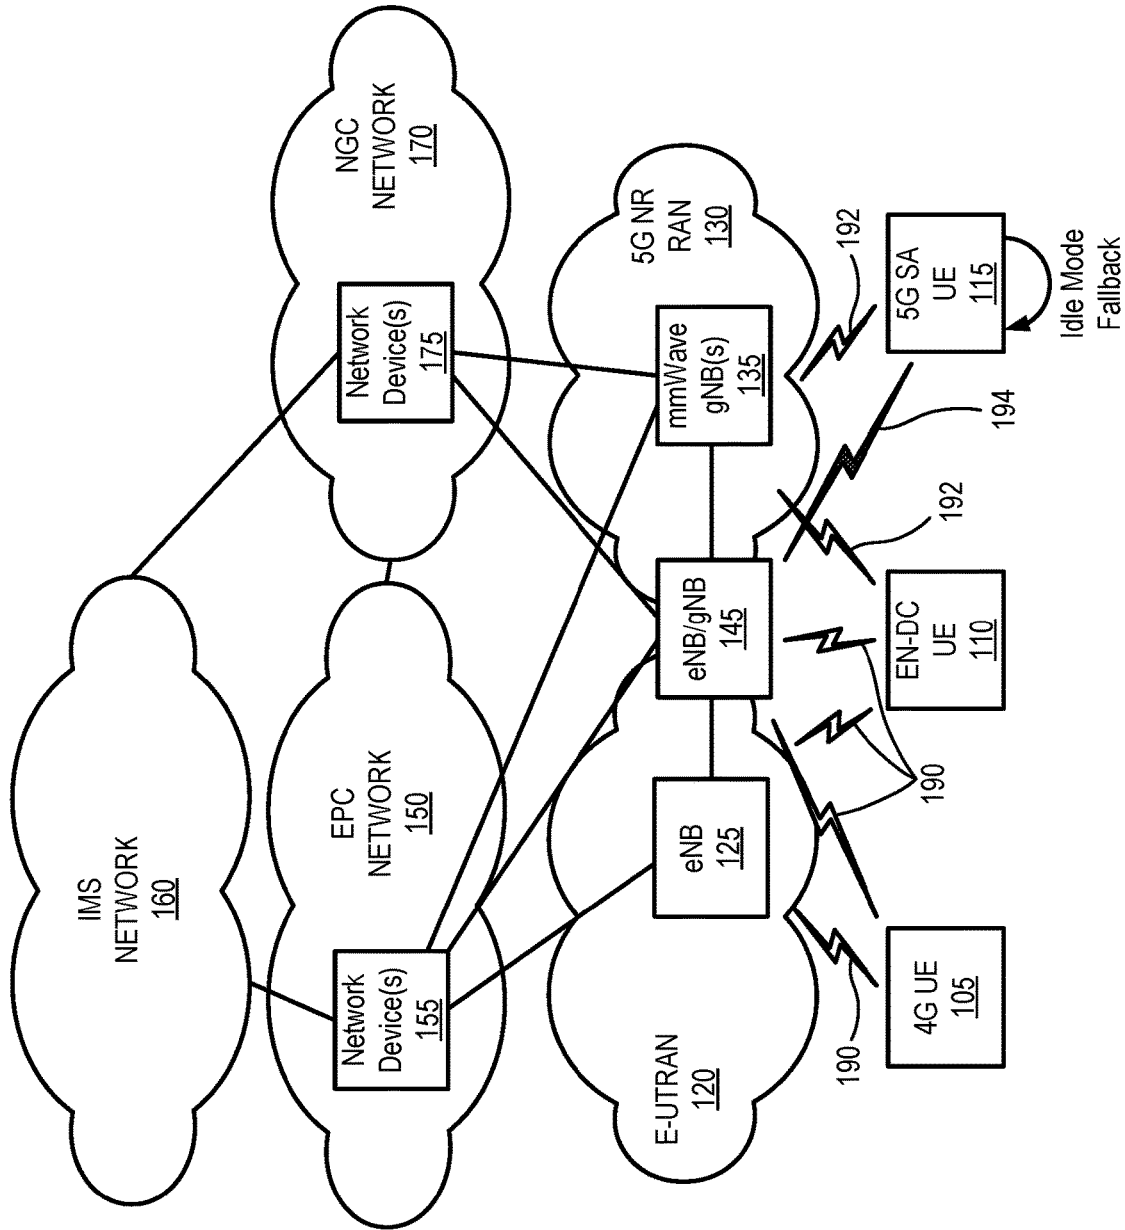 IMS
NETWORK
160
EPC
NETWORK
150
Network
Device(s)
155
NGC
NETWORK
170
Network
Device(s)
175
E-UTRAN
120
eNB
125
eNB/gNB
145
5G NR
RAN
130
mmWave
gNB(s)
135
190
190
192
194
192
4G UE
105
EN-DC
UE
110
5G SA
UE
115
Idle Mode
Fallback